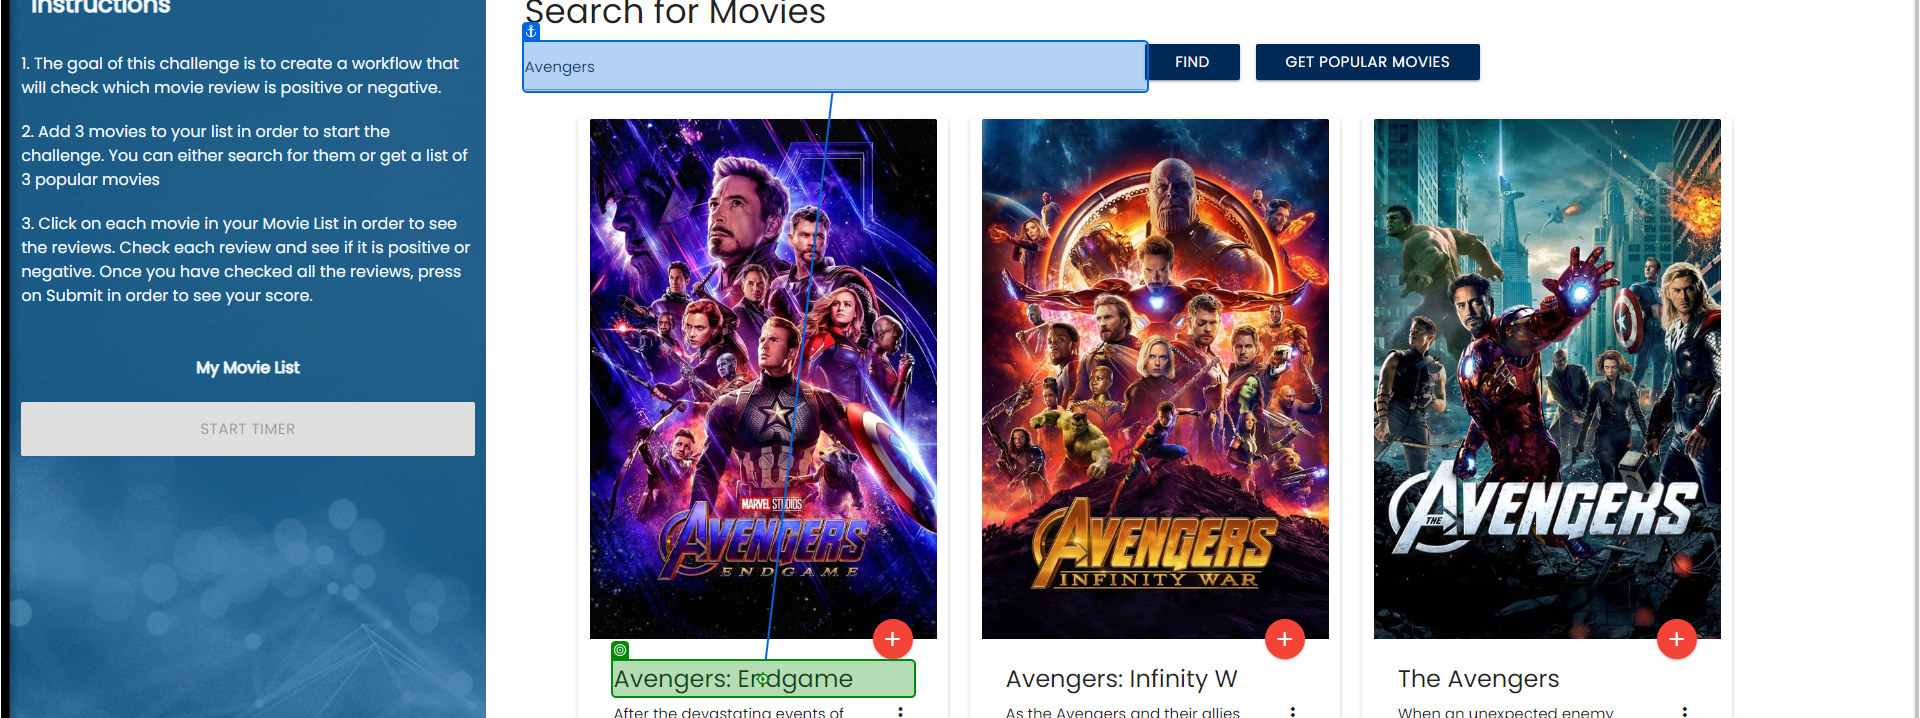 Instructions
1. The goal of this challenge is to create a workflow that
will check which movie review is positive or negative.
2. Add 3 movies to your list in order to start the
challenge. You can either search for them or get a list of
3 popular movies
3. Click on each movie in your Movie List in order to see
the reviews. Check each review and see if it is positive or
negative. Once you have checked all the reviews, press
on Submit in order to see your score.
My Movie List
START TIMER
Search for Movies
Avengers
FIND
GET POPULAR MOVIES
MARVEL STUDIOS
AVENGERS
ENDGAME
AVENGERS
INFINITY WAR
THE AVENGERS
Avengers: Endgame
After the devastating events of
Avengers: Infinity W
As the Avengers and their allies
The Avengers
When an unexpected enemy